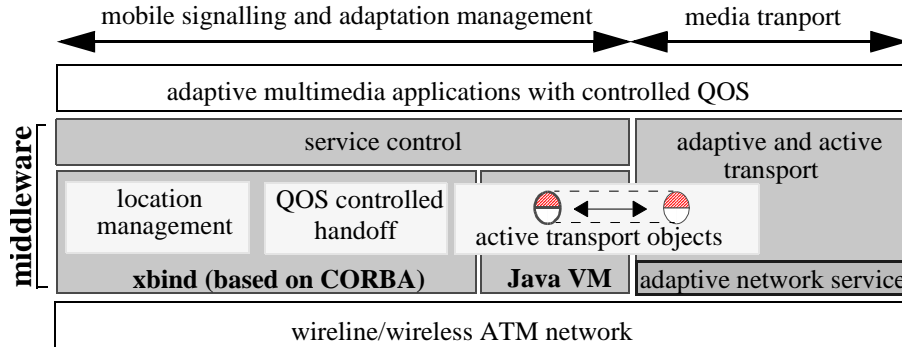 mobile signalling and adaptation management
media tranport
adaptive multimedia applications with controlled QOS
middleware
service control
adaptive and active
transport
location
management
QOS controlled
handoff
active transport objects
xbind (based on CORBA)
Java VM
adaptive network service
wireline/wireless ATM network